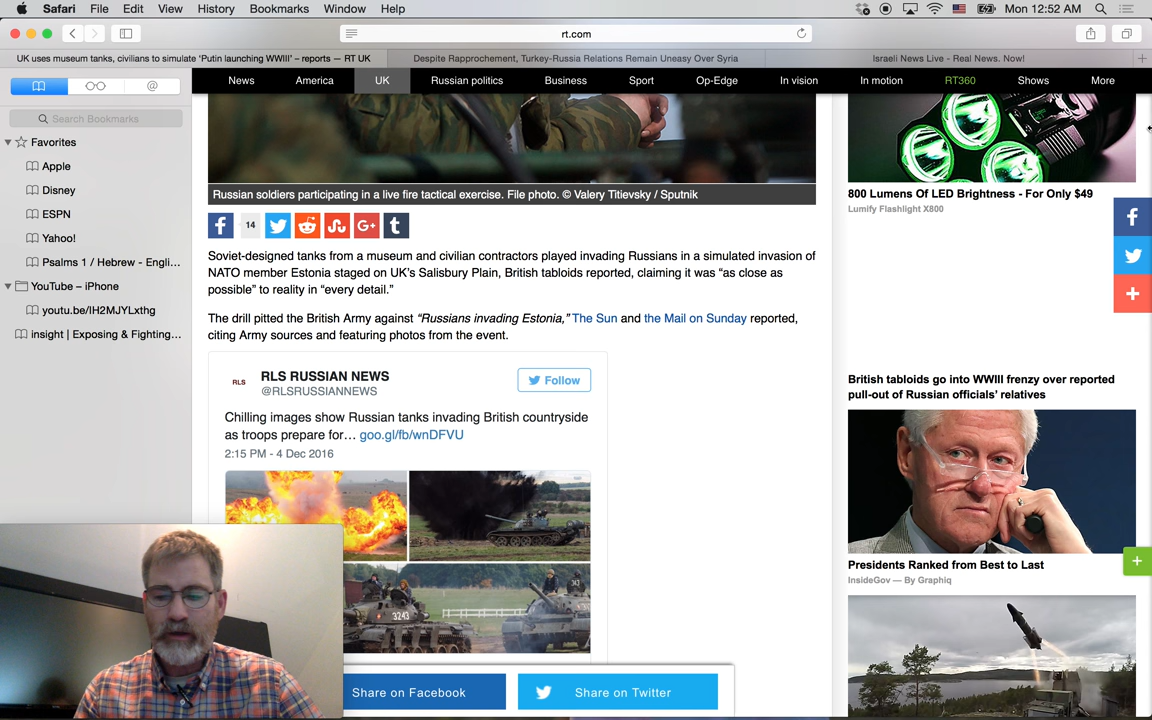 Safari File Edit View History Bookmarks Window Help
Mon 12:52 AM
rt.com
UK uses museum tanks, civilians to simulate ‘Putin launching WWIII’ – reports — RT UK
Despite Rapprochement, Turkey-Russia Relations Remain Uneasy Over Syria
Israeli News Live - Real News. Now!
Search Bookmarks
Favorites
Apple
Disney
ESPN
Yahoo!
Psalms 1 / Hebrew - Engli...
YouTube – iPhone
youtu.be/lH2MJYLxthg
insight | Exposing & Fighting...
News America UK Russian politics Business Sport Op-Edge In vision In motion RT360 Shows More
Russian soldiers participating in a live fire tactical exercise. File photo. © Valery Titievsky / Sputnik
14
Soviet-designed tanks from a museum and civilian contractors played invading Russians in a simulated invasion of
NATO member Estonia staged on UK’s Salisbury Plain, British tabloids reported, claiming it was “as close as
possible” to reality in “every detail.”
The drill pitted the British Army against “Russians invading Estonia,” The Sun and the Mail on Sunday reported,
citing Army sources and featuring photos from the event.
RLS
RLS RUSSIAN NEWS
@RLSRUSSIANNEWS
Follow
Chilling images show Russian tanks invading British countryside
as troops prepare for… goo.gl/fb/wnDFVU
2:15 PM - 4 Dec 2016
3243
Share on Facebook
Share on Twitter
800 Lumens Of LED Brightness - For Only $49
Lumify Flashlight X800
British tabloids go into WWIII frenzy over reported
pull-out of Russian officials’ relatives
Presidents Ranked from Best to Last
InsideGov — By Graphiq